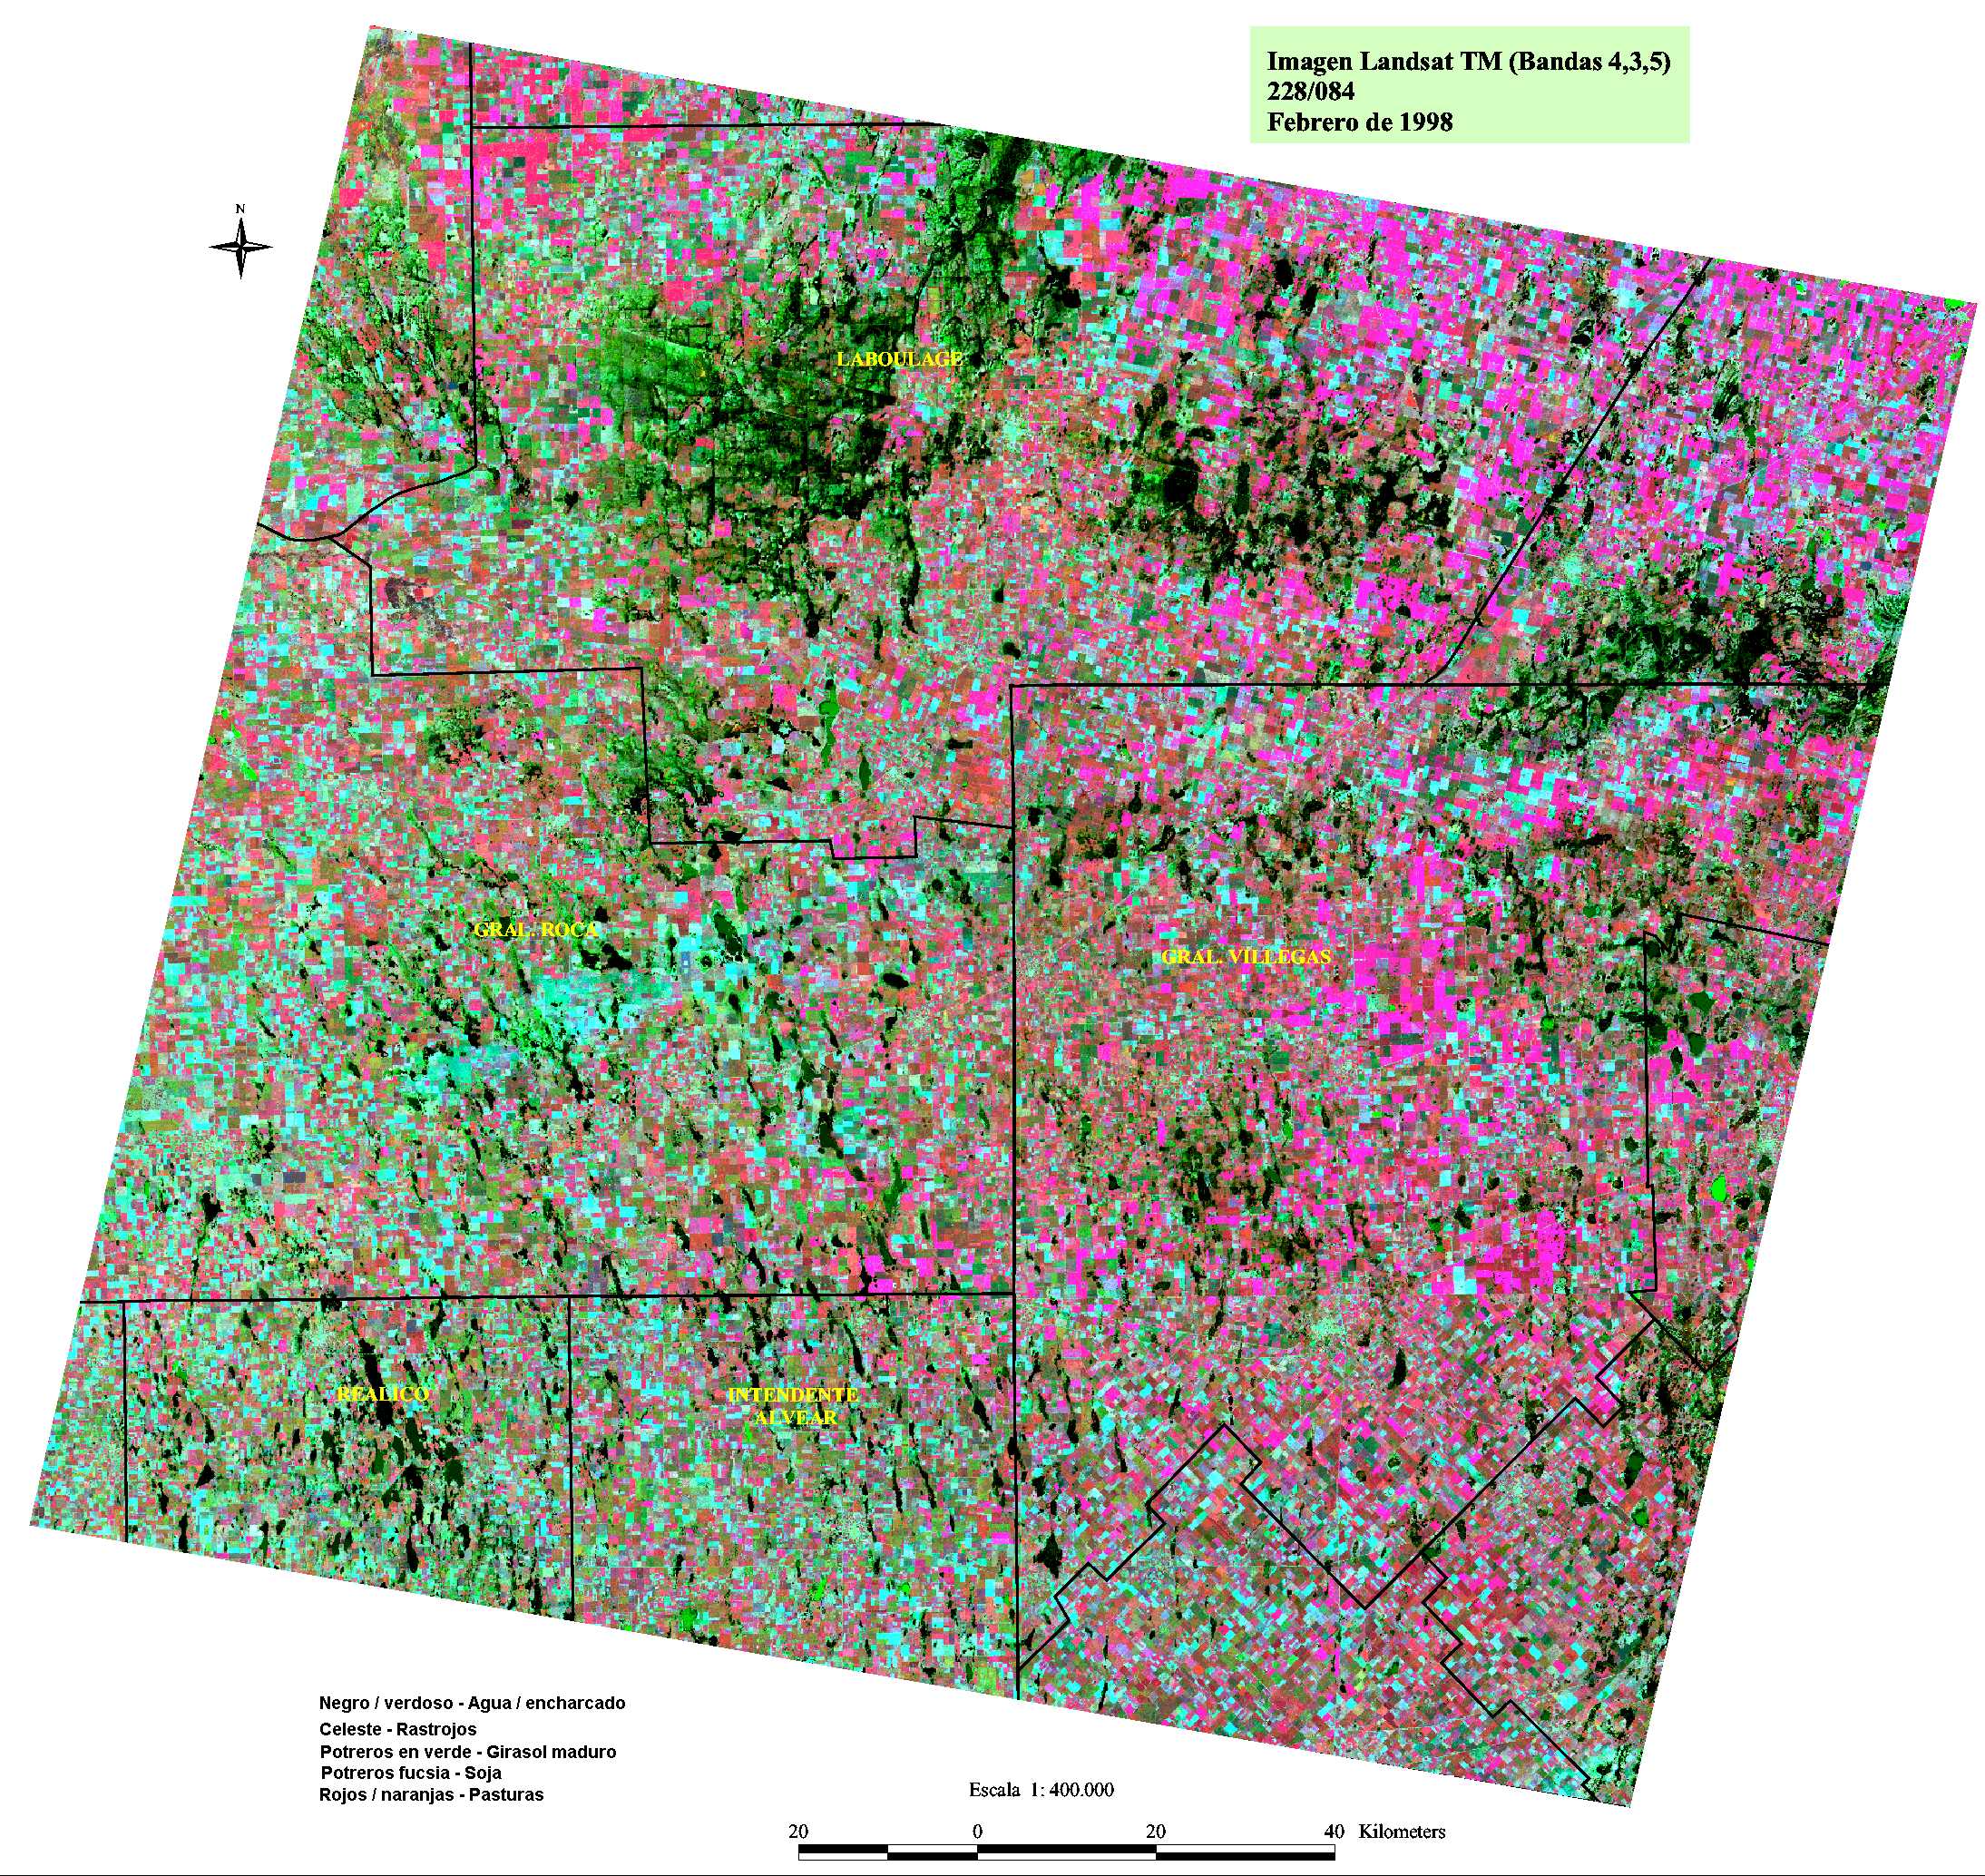 Imagen Landsat TM (Bandas 4,3,5)
228/084
Febrero de 1998
N
LABOULAGE
GRAL. ROCA
GRAL. VILLEGAS
REALICO
INTENDENTE
ALVEAR
Negro / verdoso - Agua / encharcado
Celeste - Rastrojos
Potreros en verde - Girasol maduro
Potreros fucsia - Soja
Rojos / naranjas - Pasturas
Escala 1: 400.000
20 0 20 40 Kilometers